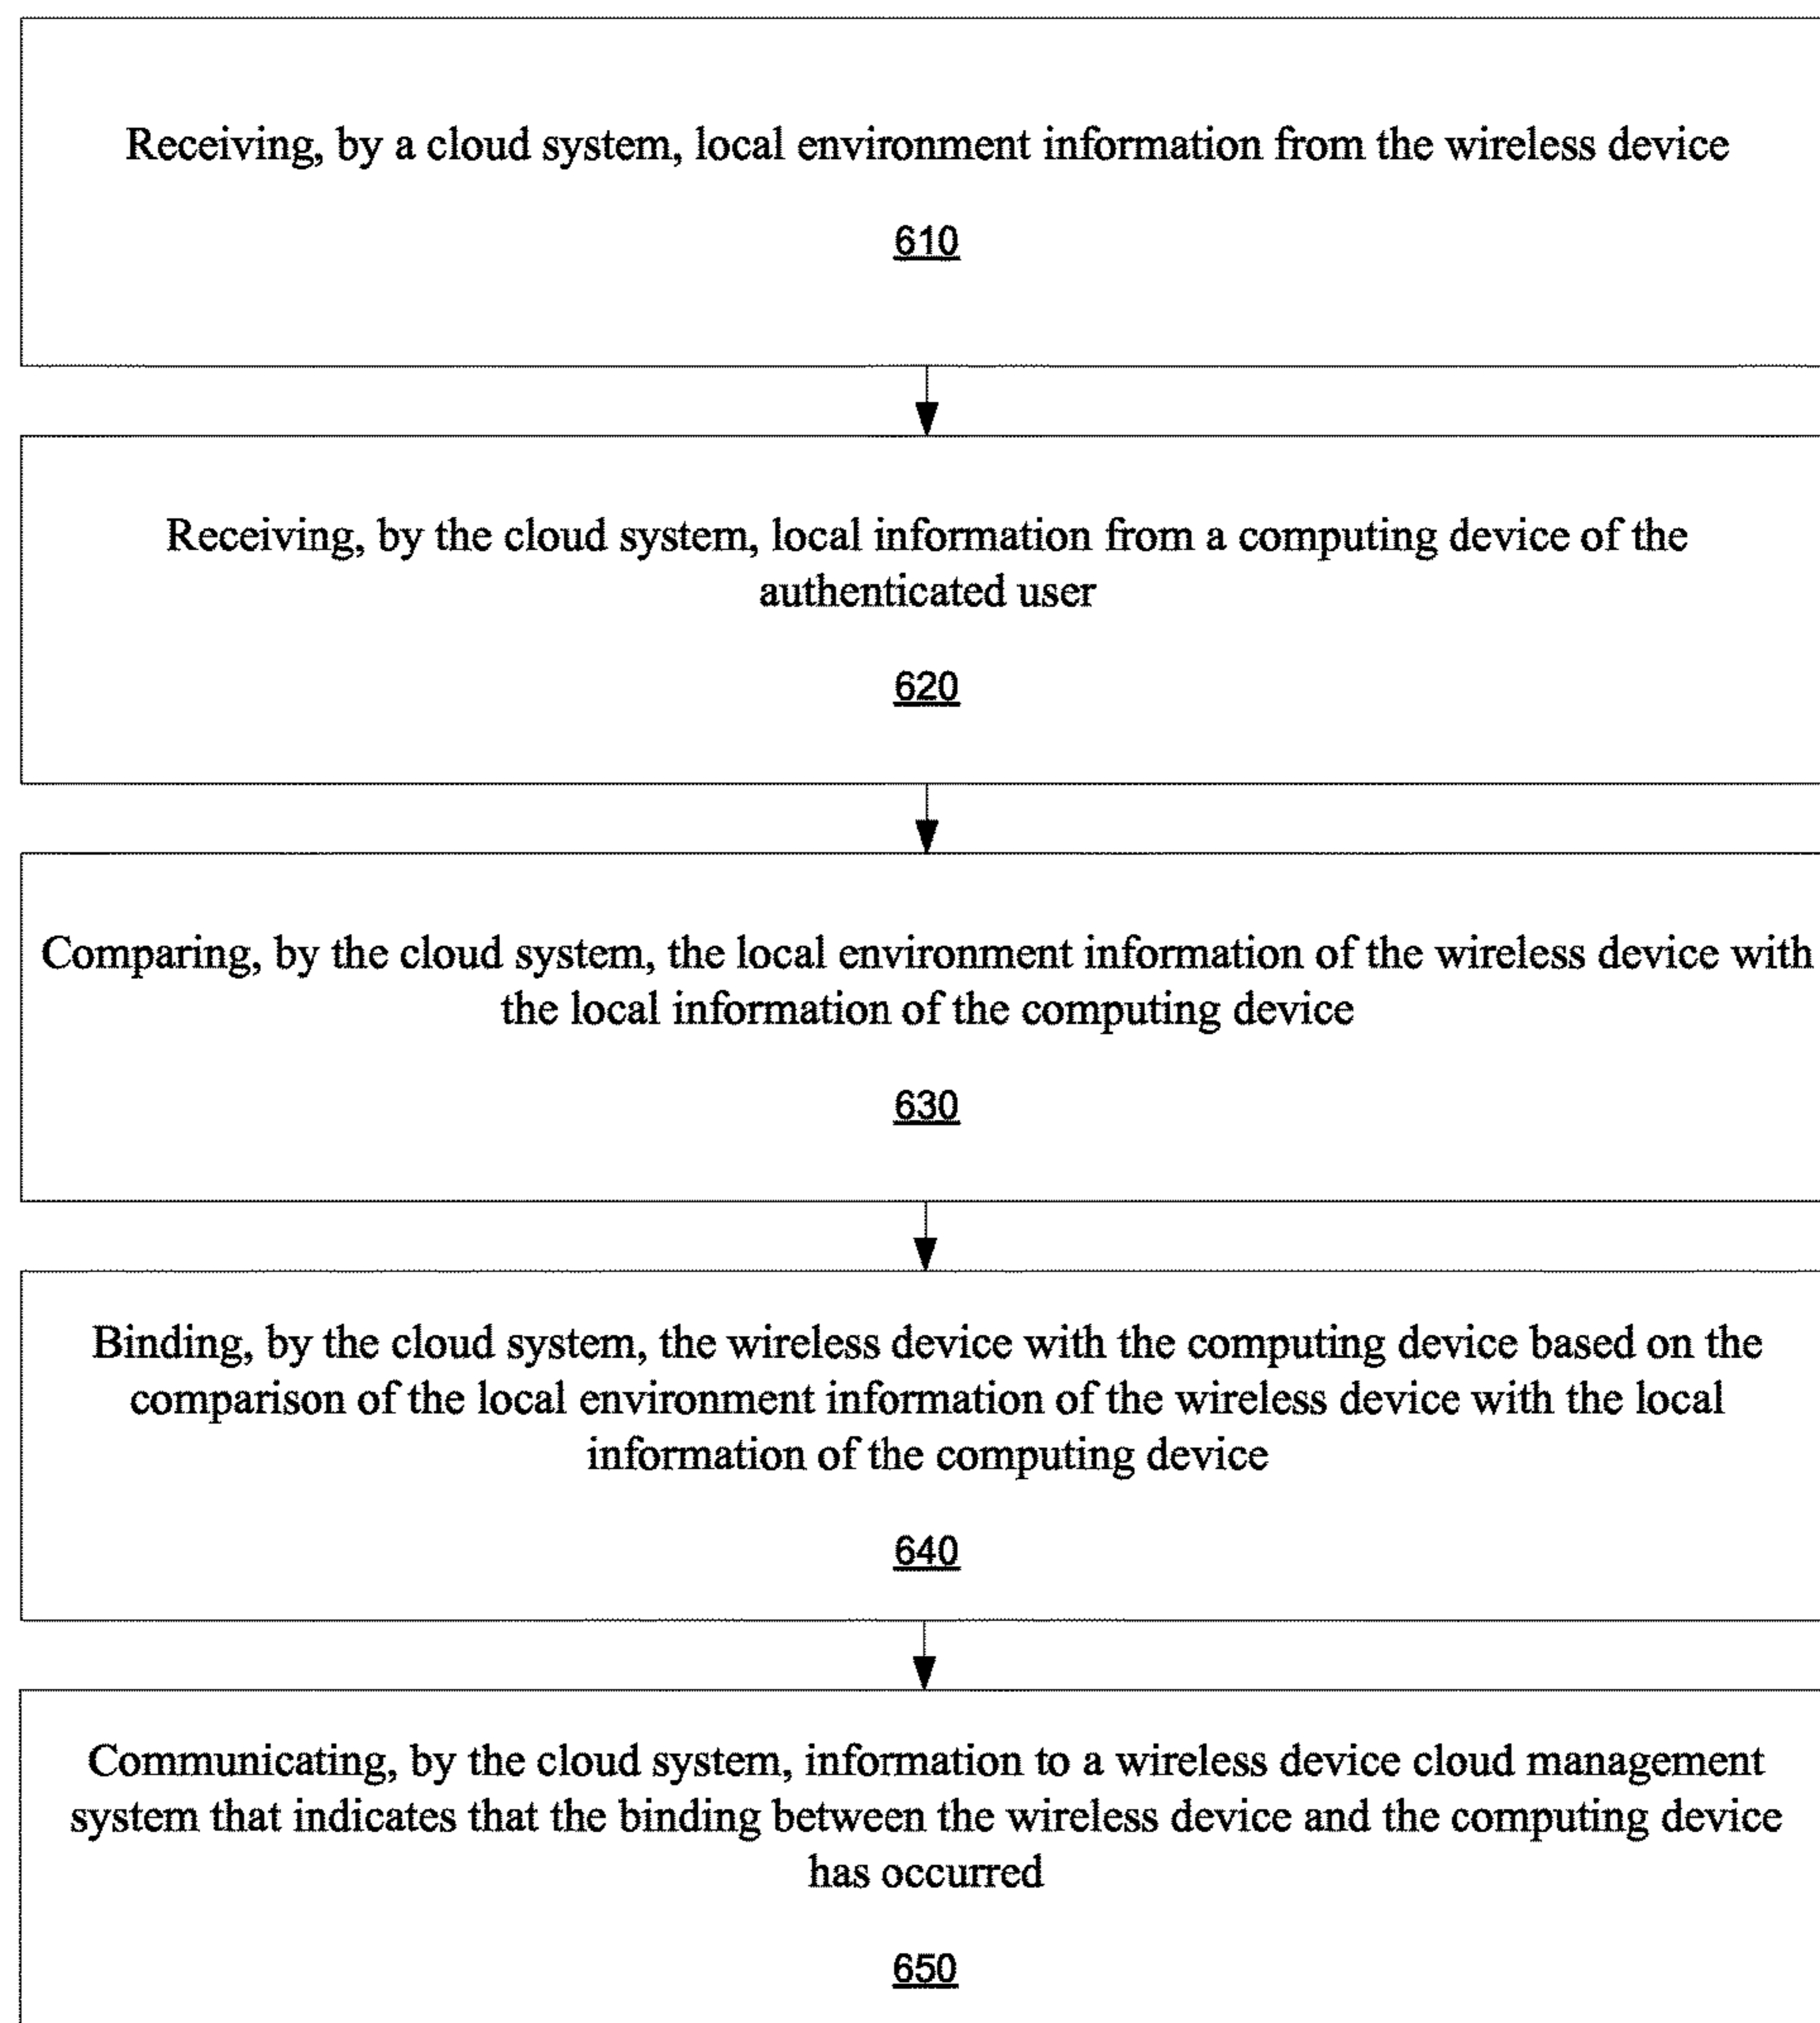 Receiving, by a cloud system, local environment information from the wireless device
610
Receiving, by the cloud system, local information from a computing device of the
authenticated user
620
Comparing, by the cloud system, the local environment information of the wireless device with
the local information of the computing device
630
Binding, by the cloud system, the wireless device with the computing device based on the
comparison of the local environment information of the wireless device with the local
information of the computing device
640
Communicating, by the cloud system, information to a wireless device cloud management
system that indicates that the binding between the wireless device and the computing device
has occurred
650